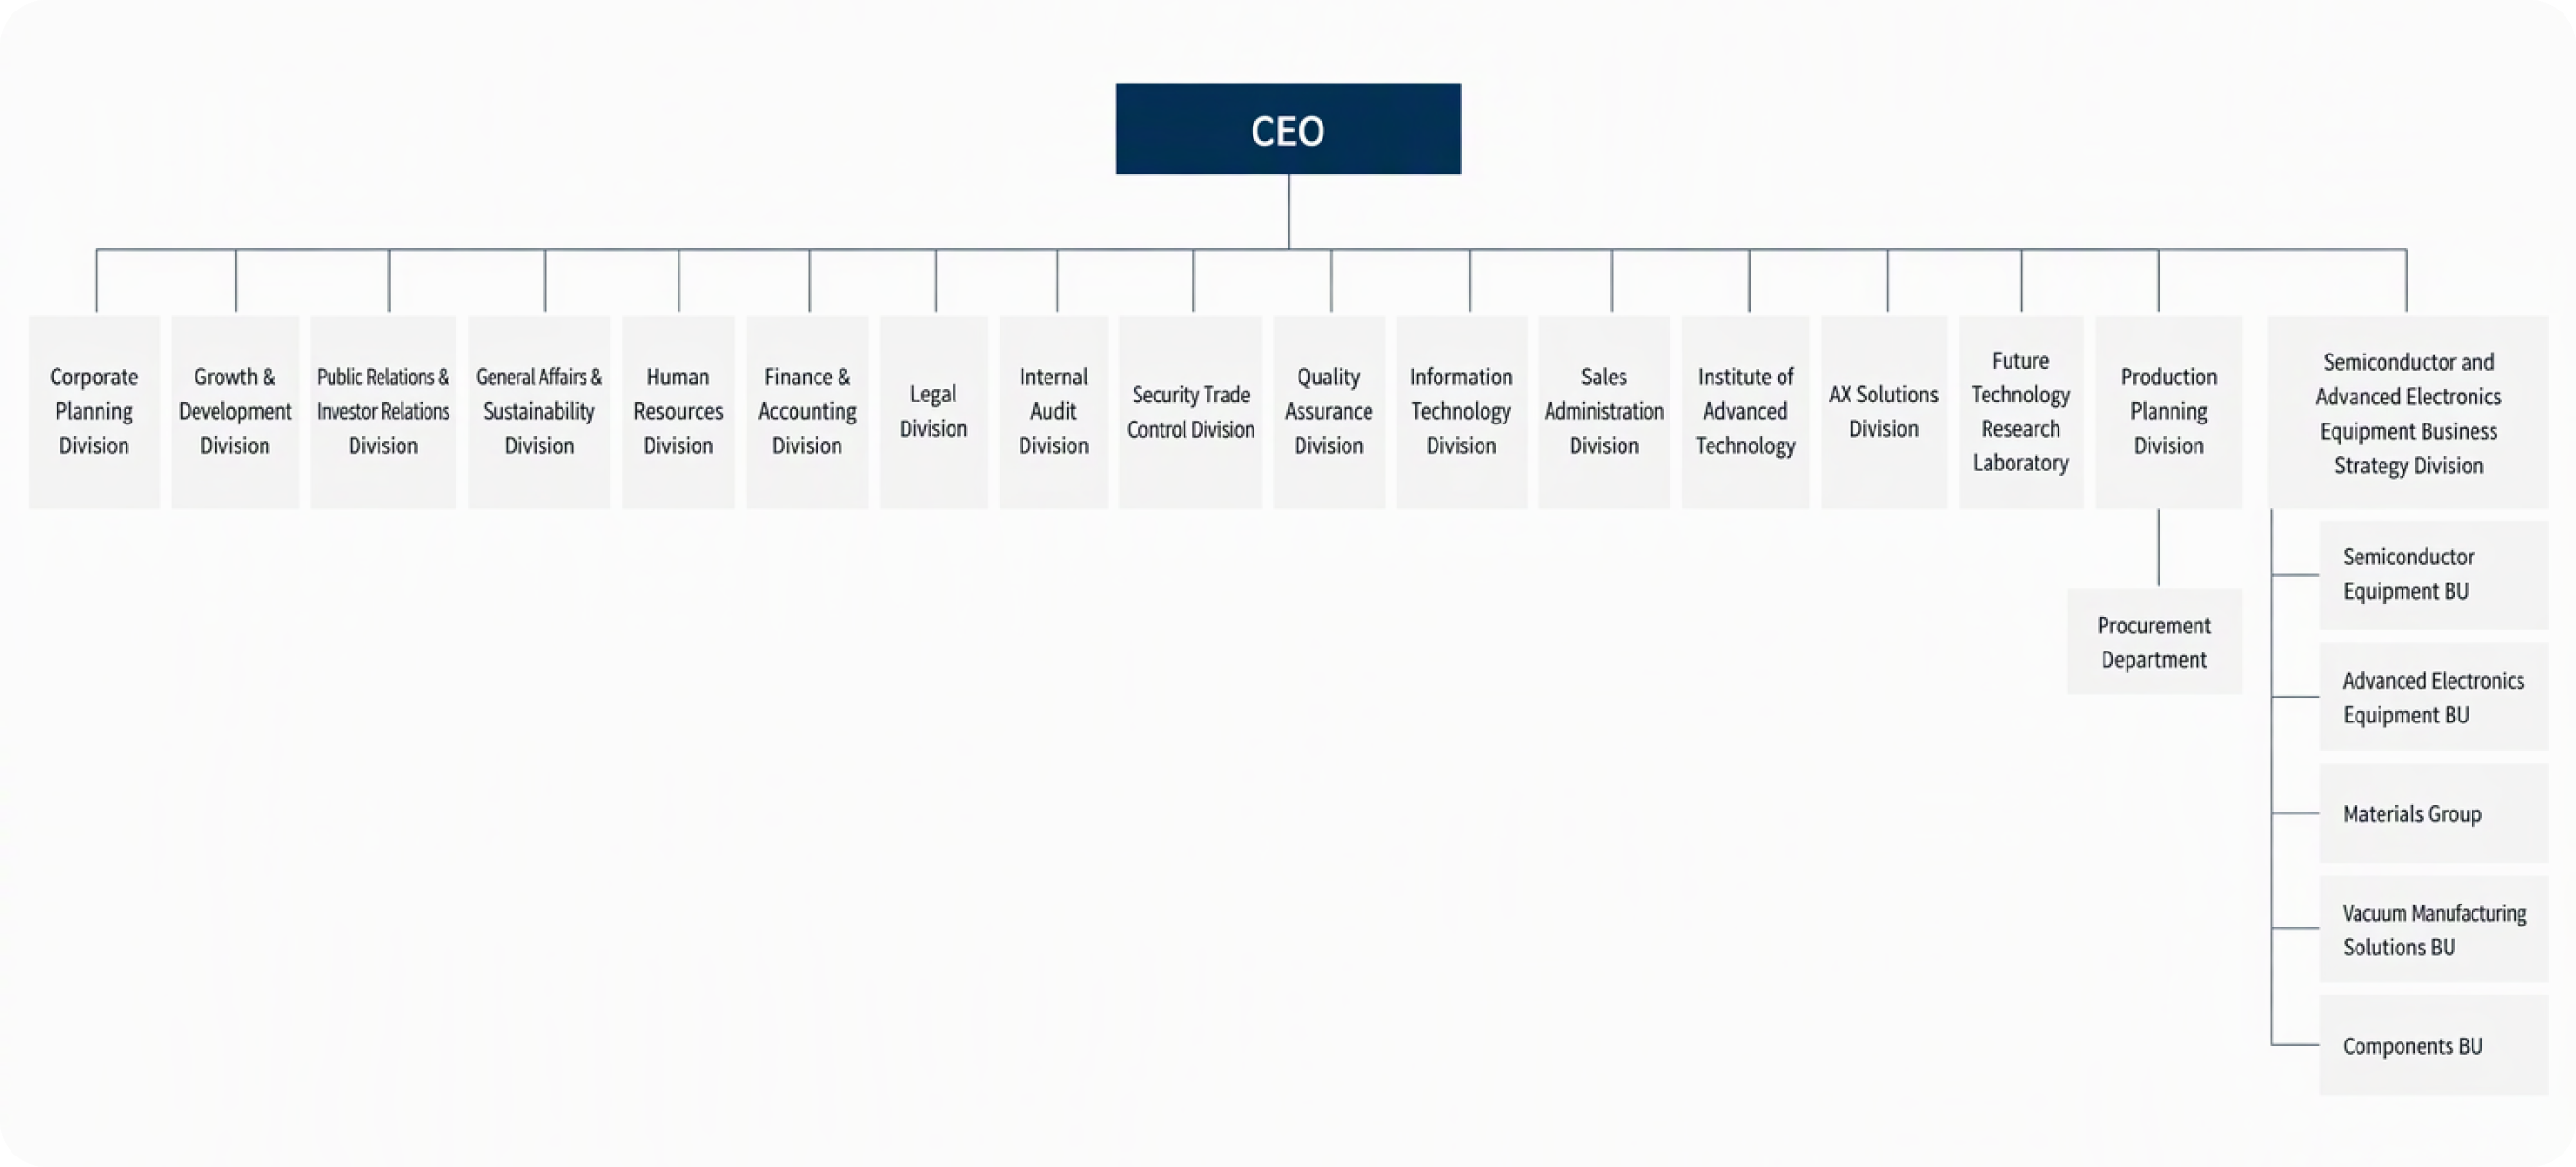 CEO
Corporate
Planning
Division
Growth &
Development
Division
Public Relations &
Investor Relations
Division
General Affairs &
Sustainability
Division
Human
Resources
Division
Finance &
Accounting
Division
Legal
Division
Internal
Audit
Division
Security Trade
Control Division
Quality
Assurance
Division
Information
Technology
Division
Sales
Administration
Division
Institute of
Advanced
Technology
AX Solutions
Division
Future
Technology
Research
Laboratory
Production
Planning
Division
Procurement
Department
Semiconductor and
Advanced Electronics
Equipment Business
Strategy Division
Semiconductor
Equipment BU
Advanced Electronics
Equipment BU
Materials Group
Vacuum Manufacturing
Solutions BU
Components BU